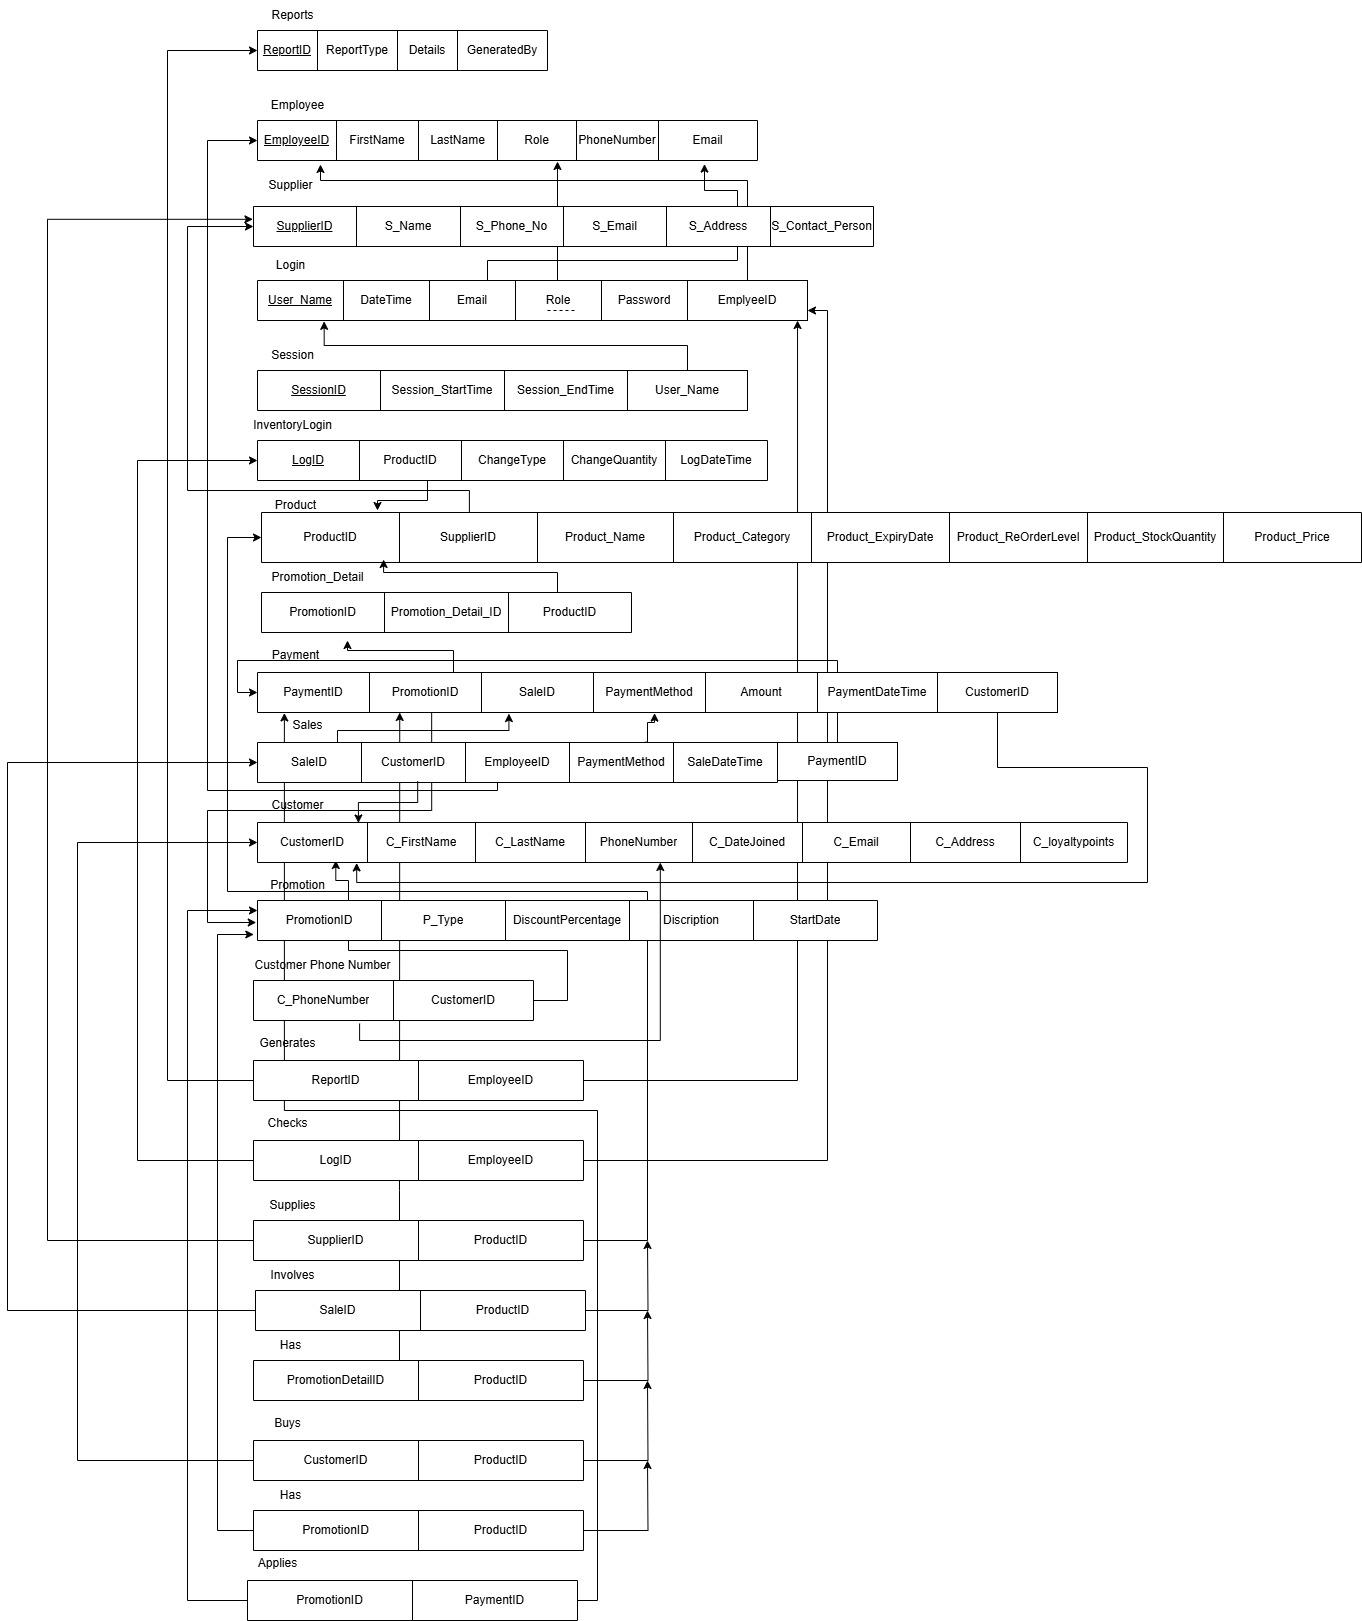 Reports
ReportID ReportType Details GeneratedBy
Employee
EmployeeID FirstName LastName Role PhoneNumber Email
Supplier
SupplierID S_Name S_Phone_No S_Email S_Address S_Contact_Person
Login
User_Name DateTime Email Role Password EmplyeeID
Session
SessionID Session_StartTime Session_EndTime User_Name
InventoryLogin
LogID ProductID ChangeType ChangeQuantity LogDateTime
Product
ProductID SupplierID Product_Name Product_Category Product_ExpiryDate Product_ReOrderLevel Product_StockQuantity Product_Price
Promotion_Detail
PromotionID Promotion_Detail_ID ProductID
Payment
PaymentID PromotionID SaleID PaymentMethod Amount PaymentDateTime CustomerID
Sales
SaleID CustomerID EmployeeID PaymentMethod SaleDateTime PaymentID
Customer
CustomerID C_FirstName C_LastName PhoneNumber C_DateJoined C_Email C_Address C_loyaltypoints
Promotion
PromotionID P_Type DiscountPercentage Discription StartDate
Customer Phone Number
C_PhoneNumber CustomerID
Generates
ReportID EmployeeID
Checks
LogID EmployeeID
Supplies
SupplierID ProductID
Involves
SaleID ProductID
Has
PromotionDetailID ProductID
Buys
CustomerID ProductID
Has
PromotionID ProductID
Applies
PromotionID PaymentID